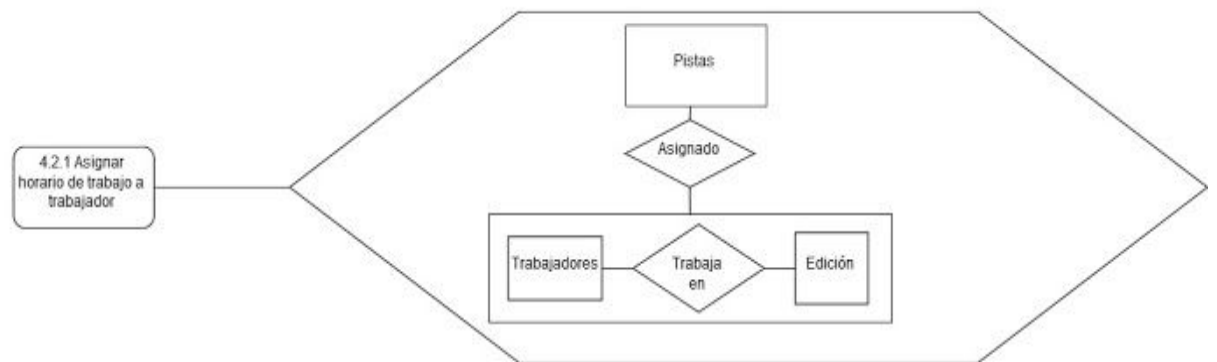 Pistas
4.2.1 Asignar
horario de trabajo a
trabajador
Asignado
Trabajadores
Trabaja
en
Edición